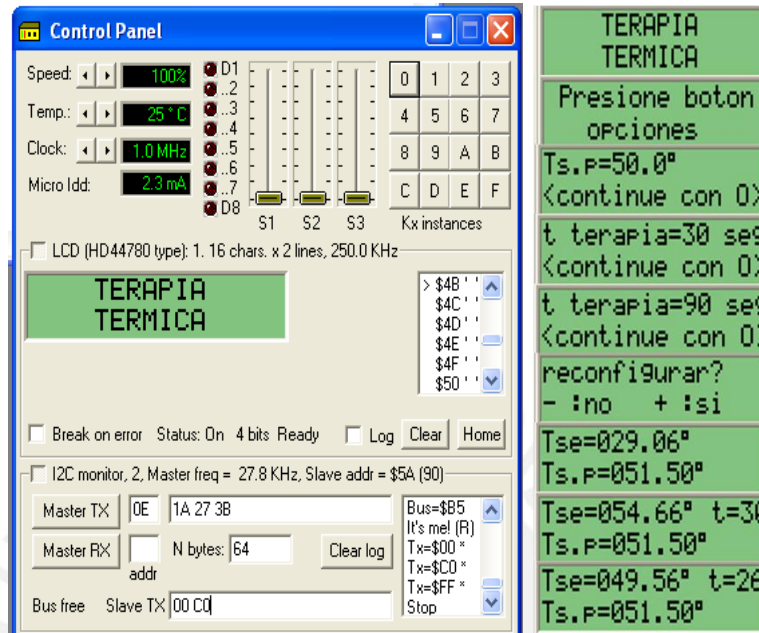 Control Panel
Speed: 100%
Temp.: 25 ° C
Clock: 1.0 MHz
Micro Idd: 2.3 mA
D1
..2
..3
..4
..5
..6
..7
D8
S1 S2 S3
0 1 2 3
4 5 6 7
8 9 A B
C D E F
Kx instances
LCD (HD44780 type): 1. 16 chars. x 2 lines, 250.0 KHz
TERAPIA
TERMICA
> $4B ' '
$4C ' '
$4D ' '
$4E ' '
$4F ' '
$50 ' '
Break on error Status: On 4 bits Ready Log Clear Home
I2C monitor, 2, Master freq = 27.8 KHz, Slave addr = $5A (90)
Master TX 0E 1A 27 3B
Master RX N bytes: 64 Clear log
addr
Bus free Slave TX 00 C0
Bus=$B5
It's me! (R)
Tx=$00 *
Tx=$C0 *
Tx=$FF *
Stop
TERAPIA
TERMICA
Presione boton
opciones
Ts.p=50.0°
<continue con O>
t terapia=30 seg
<continue con O>
t terapia=90 seg
<continue con O>
reconfigurar?
- :no + :si
Tse=029.06°
Ts.p=051.50°
Tse=054.66° t=30
Ts.p=051.50°
Tse=049.56° t=26
Ts.p=051.50°